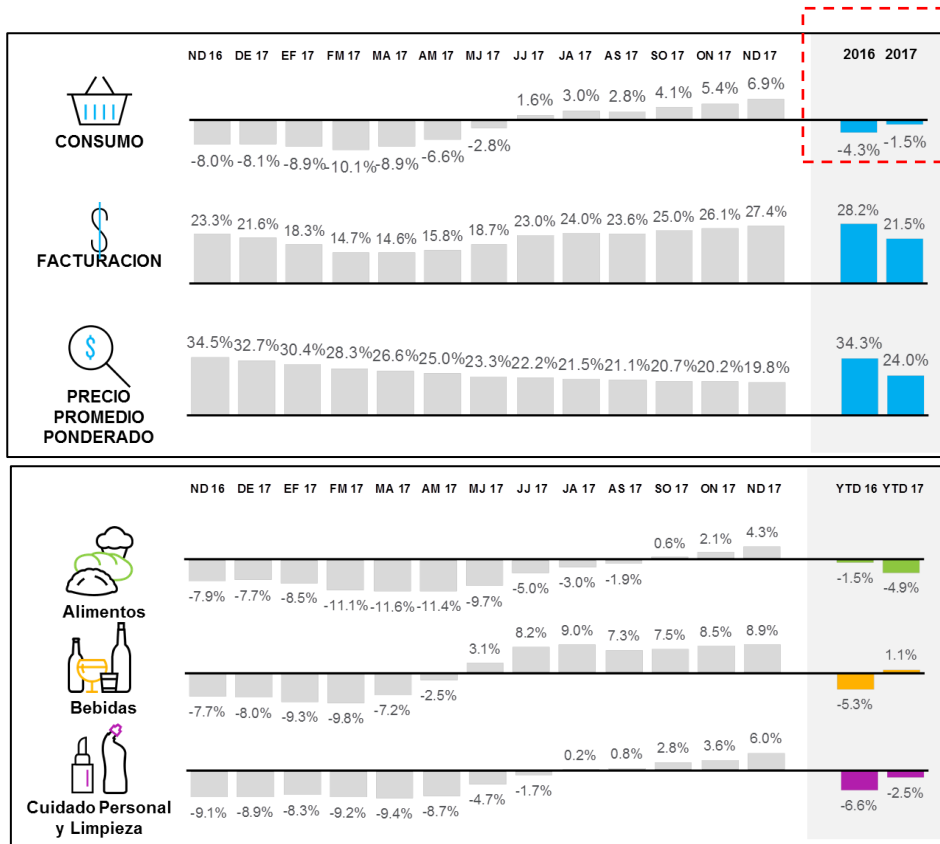 ND 16 DE 17 EF 17 FM 17 MA 17 AM 17 MJ 17 JJ 17 JA 17 AS 17 SO 17 ON 17 ND 17 2016 2017
CONSUMO
-8.0% -8.1% -8.9% -10.1% -8.9% -6.6% -2.8% 1.6% 3.0% 2.8% 4.1% 5.4% 6.9% -4.3% -1.5%
$
FACTURACION
23.3% 21.6% 18.3% 14.7% 14.6% 15.8% 18.7% 23.0% 24.0% 23.6% 25.0% 26.1% 27.4% 28.2% 21.5%
$
PRECIO
PROMEDIO
PONDERADO
34.5% 32.7% 30.4% 28.3% 26.6% 25.0% 23.3% 22.2% 21.5% 21.1% 20.7% 20.2% 19.8% 34.3% 24.0%
ND 16 DE 17 EF 17 FM 17 MA 17 AM 17 MJ 17 JJ 17 JA 17 AS 17 SO 17 ON 17 ND 17 YTD 16 YTD 17
Alimentos
-7.9% -7.7% -8.5% -11.1% -11.6% -11.4% -9.7% -5.0% -3.0% -1.9% 0.6% 2.1% 4.3% -1.5% -4.9%
Bebidas
-7.7% -8.0% -9.3% -9.8% -7.2% -2.5% 3.1% 8.2% 9.0% 7.3% 7.5% 8.5% 8.9% -5.3% 1.1%
Cuidado Personal
y Limpieza
-9.1% -8.9% -8.3% -9.2% -9.4% -8.7% -4.7% -1.7% 0.2% 0.8% 2.8% 3.6% 6.0% -6.6% -2.5%